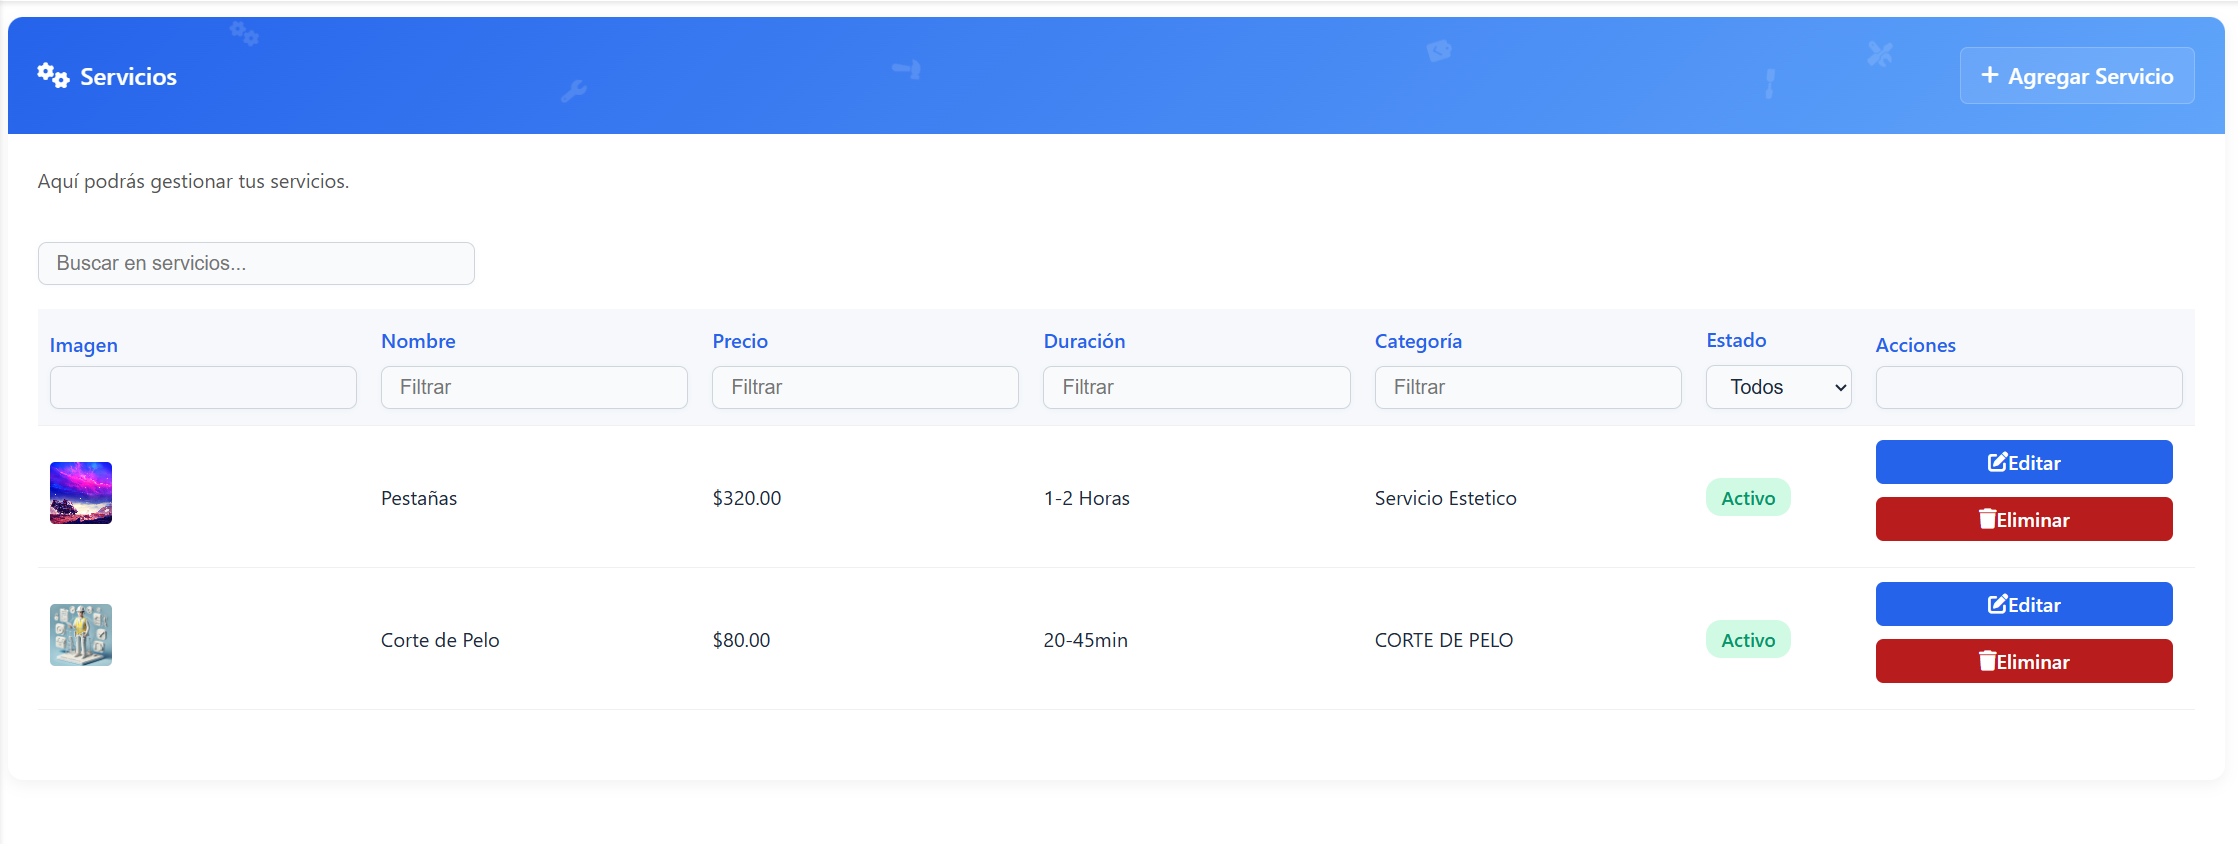 Servicios
Agregar Servicio
Aquí podrás gestionar tus servicios.
Buscar en servicios...
Imagen Nombre Precio Duración Categoría Estado Acciones
Filtrar Filtrar Filtrar Filtrar Todos
Pestañas $320.00 1-2 Horas Servicio Estetico Activo Editar
Eliminar
Corte de Pelo $80.00 20-45min CORTE DE PELO Activo Editar
Eliminar